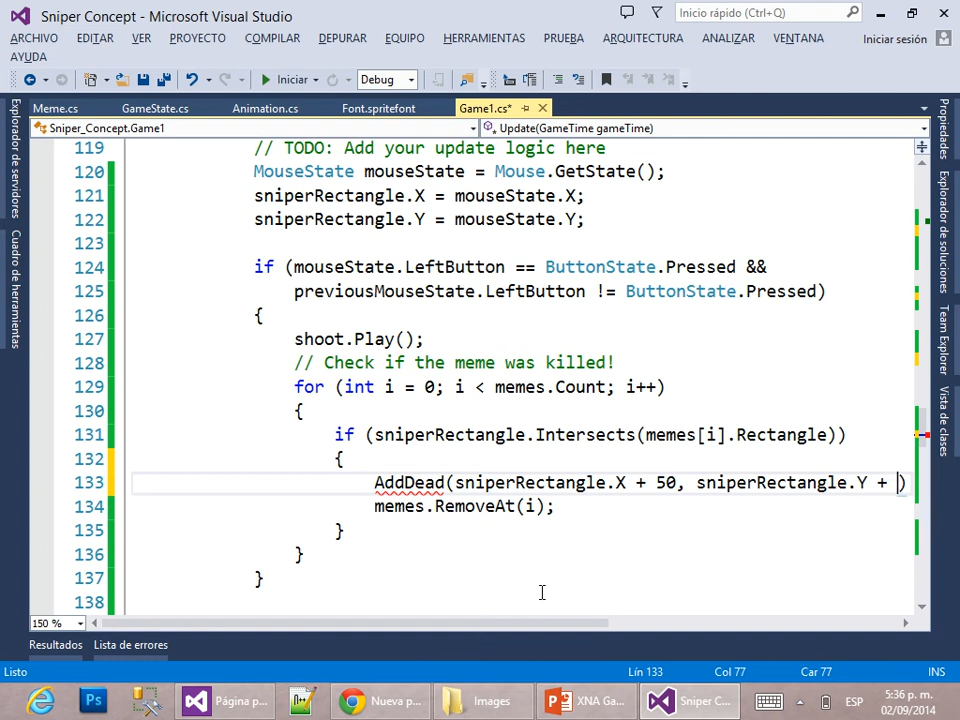 Sniper Concept - Microsoft Visual Studio
Inicio rápido (Ctrl+Q)
ARCHIVO EDITAR VER PROYECTO COMPILAR DEPURAR EQUIPO HERRAMIENTAS PRUEBA ARQUITECTURA ANALIZAR VENTANA Iniciar sesión
AYUDA
Iniciar Debug
Meme.cs GameState.cs Animation.cs Font.spritefont Game1.cs*
Sniper_Concept.Game1 Update(GameTime gameTime)
Explorador de servidores
Cuadro de herramientas
119 // TODO: Add your update logic here
120 MouseState mouseState = Mouse.GetState();
121 sniperRectangle.X = mouseState.X;
122 sniperRectangle.Y = mouseState.Y;
123
124 if (mouseState.LeftButton == ButtonState.Pressed &&
125 previousMouseState.LeftButton != ButtonState.Pressed)
126 {
127 shoot.Play();
128 // Check if the meme was killed!
129 for (int i = 0; i < memes.Count; i++)
130 {
131 if (sniperRectangle.Intersects(memes[i].Rectangle))
132 {
133 AddDead(sniperRectangle.X + 50, sniperRectangle.Y + )
134 memes.RemoveAt(i);
135 }
136 }
137 }
138
Propiedades
Explorador de soluciones
Team Explorer
Vista de clases
150 %
Resultados Lista de errores
Listo Lín 133 Col 77 Car 77 INS
Página p... Nueva p... Images XNA Ga... Sniper C... ESP 5:36 p. m.
02/09/2014